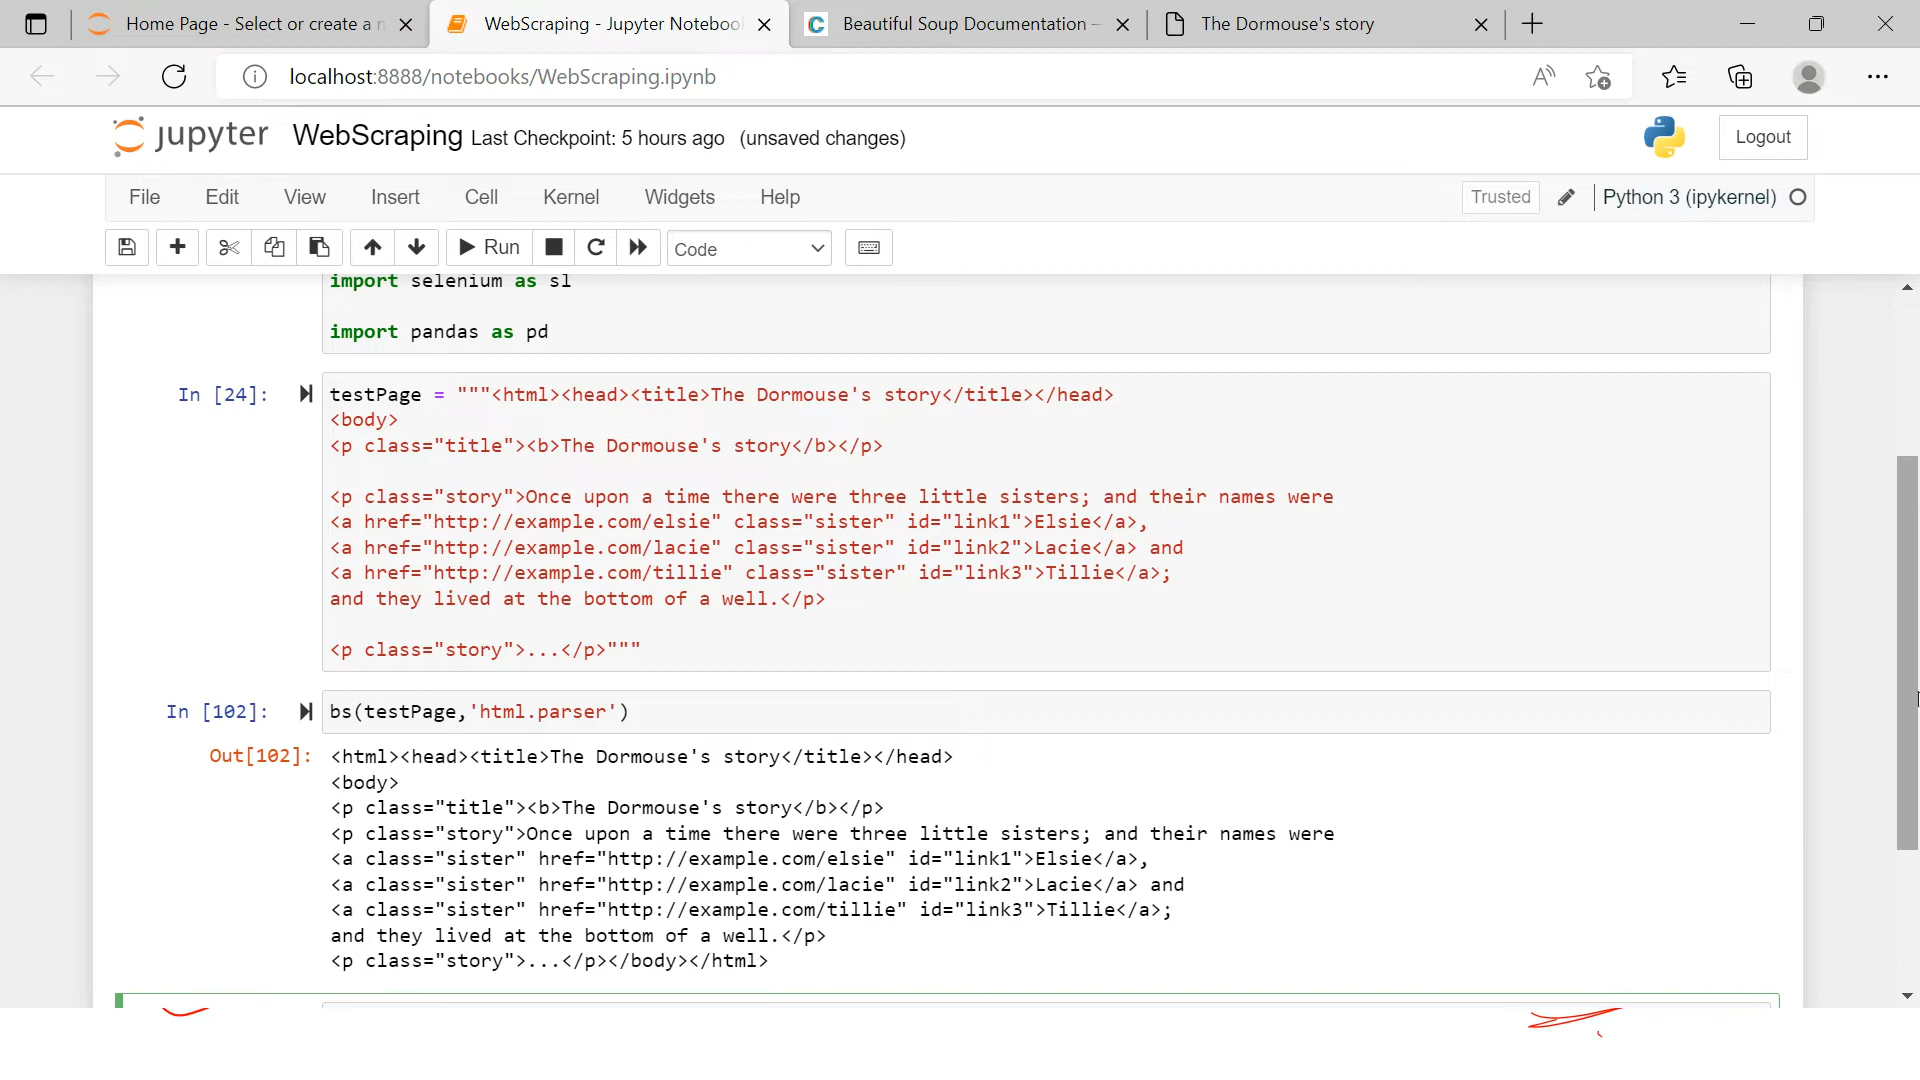 Home Page - Select or create a n
WebScraping - Jupyter Noteboo
Beautiful Soup Documentation –
The Dormouse's story
localhost:8888/notebooks/WebScraping.ipynb
jupyter WebScraping Last Checkpoint: 5 hours ago (unsaved changes)
Logout
File Edit View Insert Cell Kernel Widgets Help
Trusted
Python 3 (ipykernel)
Run
Code
import selenium as sl
import pandas as pd
In [24]:
testPage = """<html><head><title>The Dormouse's story</title></head>
<body>
<p class="title"><b>The Dormouse's story</b></p>
<p class="story">Once upon a time there were three little sisters; and their names were
<a href="http://example.com/elsie" class="sister" id="link1">Elsie</a>,
<a href="http://example.com/lacie" class="sister" id="link2">Lacie</a> and
<a href="http://example.com/tillie" class="sister" id="link3">Tillie</a>;
and they lived at the bottom of a well.</p>
<p class="story">...</p>"""
In [102]:
bs(testPage,'html.parser')
Out[102]:
<html><head><title>The Dormouse's story</title></head>
<body>
<p class="title"><b>The Dormouse's story</b></p>
<p class="story">Once upon a time there were three little sisters; and their names were
<a class="sister" href="http://example.com/elsie" id="link1">Elsie</a>,
<a class="sister" href="http://example.com/lacie" id="link2">Lacie</a> and
<a class="sister" href="http://example.com/tillie" id="link3">Tillie</a>;
and they lived at the bottom of a well.</p>
<p class="story">...</p></body></html>